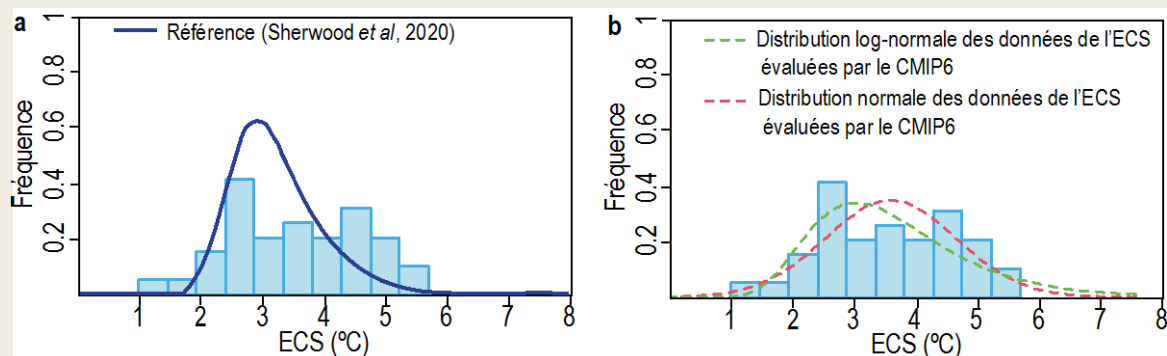 a
Référence (Sherwood et al, 2020)
Fréquence
1
0.8
0.6
0.4
0.2
1 2 3 4 5 6 7 8
ECS (ºC)
b
Distribution log-normale des données de l'ECS
évaluées par le CMIP6
Distribution normale des données de l'ECS
évaluées par le CMIP6
Fréquence
1
0.8
0.6
0.4
0.2
1 2 3 4 5 6 7 8
ECS (ºC)